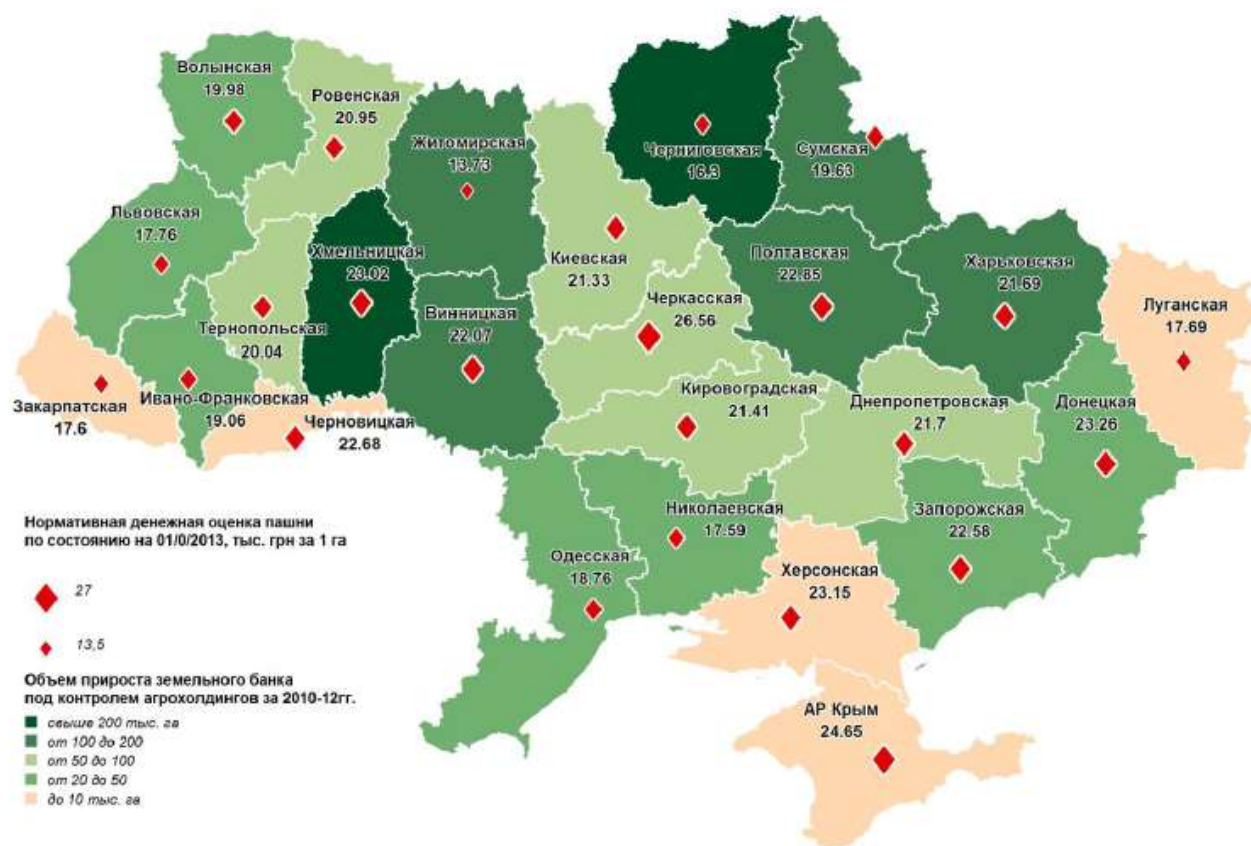 Волынская
19.98
Ровенская
20.95
Житомирская
13.73
Черниговская
16.3
Сумская
19.63
Львовская
17.76
Хмельницкая
23.02
Киевская
21.33
Полтавская
22.85
Харьковская
21.69
Луганская
17.69
Тернопольская
20.04
Винницкая
22.07
Черкасская
26.56
Закарпатская
17.6
Ивано-Франковская
19.06
Черновицкая
22.68
Кировоградская
21.41
Днепропетровская
21.7
Донецкая
23.26
Одесская
18.76
Николаевская
17.59
Запорожская
22.58
Херсонская
23.15
АР Крым
24.65
Нормативная денежная оценка пашни
по состоянию на 01/0/2013, тыс. грн за 1 га
27
13,5
Объем прироста земельного банка
под контролем агрохолдингов за 2010-12гг.
свыше 200 тыс. га
от 100 до 200
от 50 до 100
от 20 до 50
до 10 тыс. га